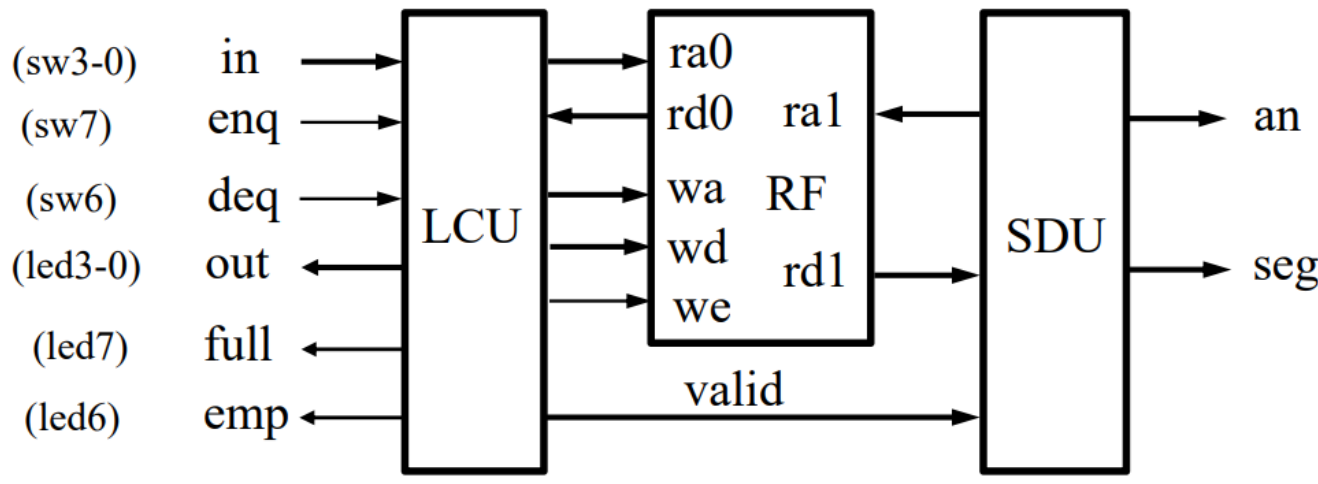 (sw3-0) in
(sw7) enq
(sw6) deq
(led3-0) out
(led7) full
(led6) emp
LCU
ra0
rd0
wa
wd
we
RF
ra1
rd1
valid
SDU
an
seg